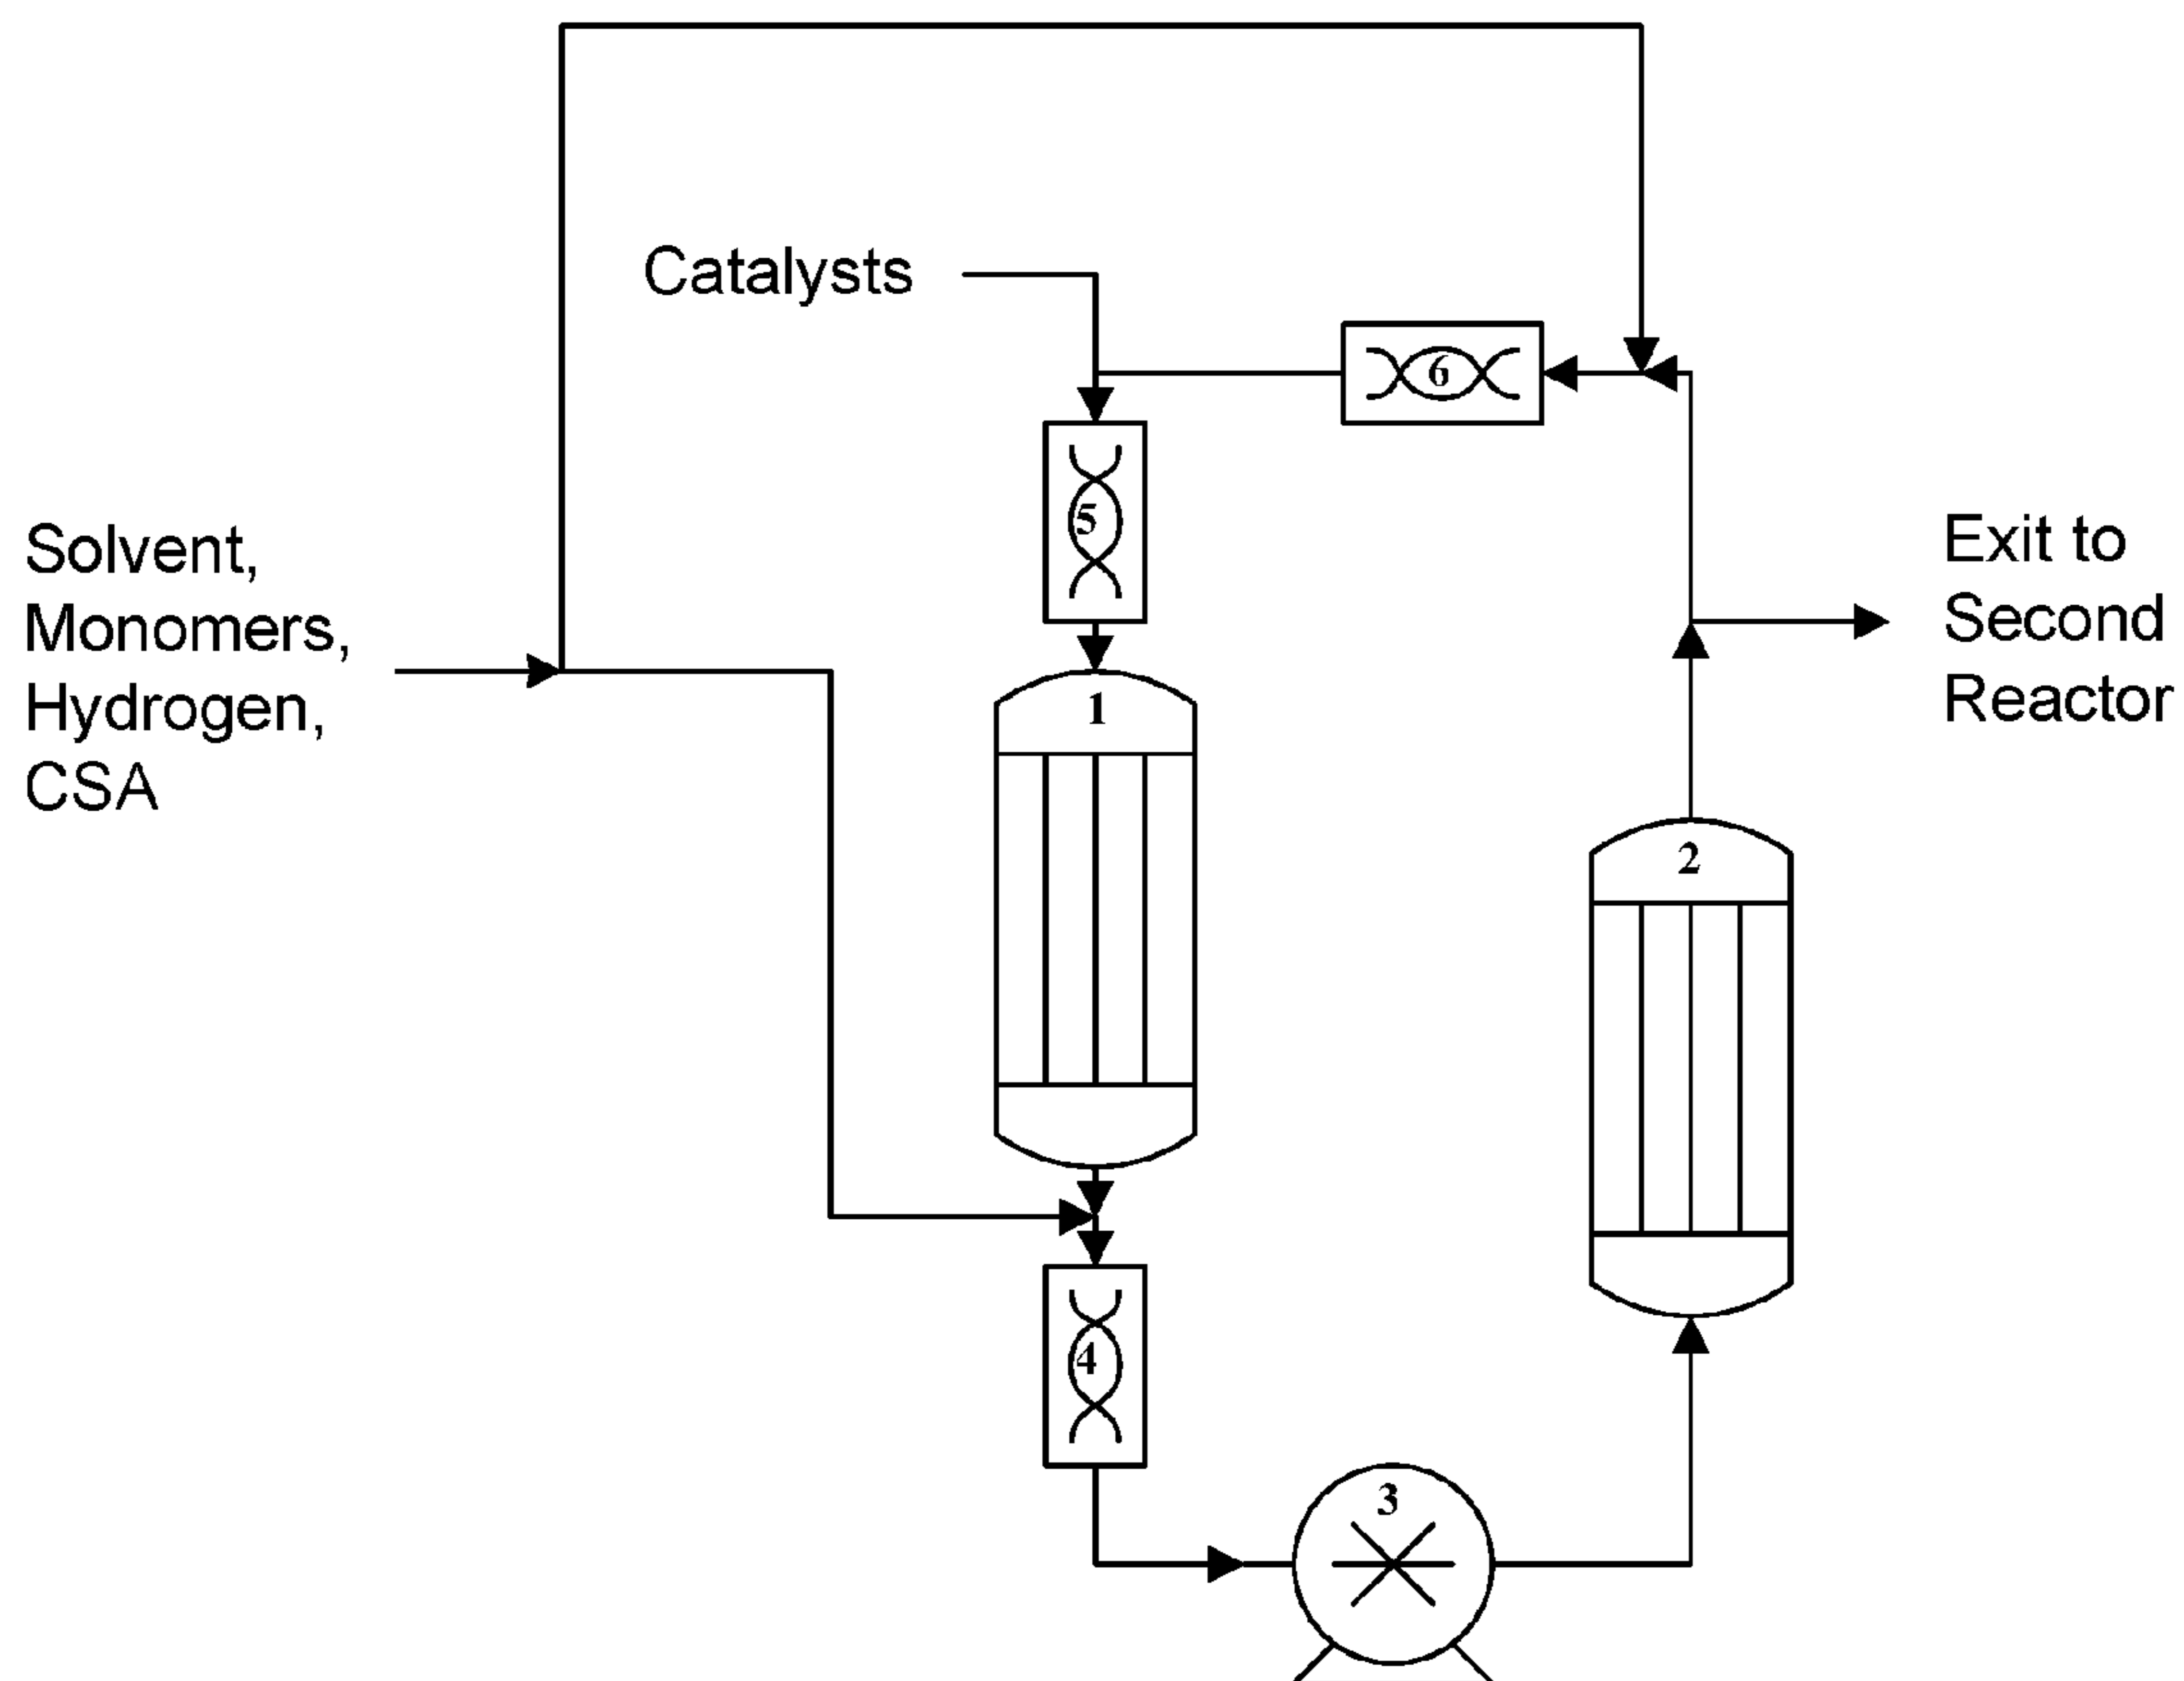 Catalysts
6
5
Solvent,
Monomers,
Hydrogen,
CSA
Exit to
Second
Reactor
1
2
4
3